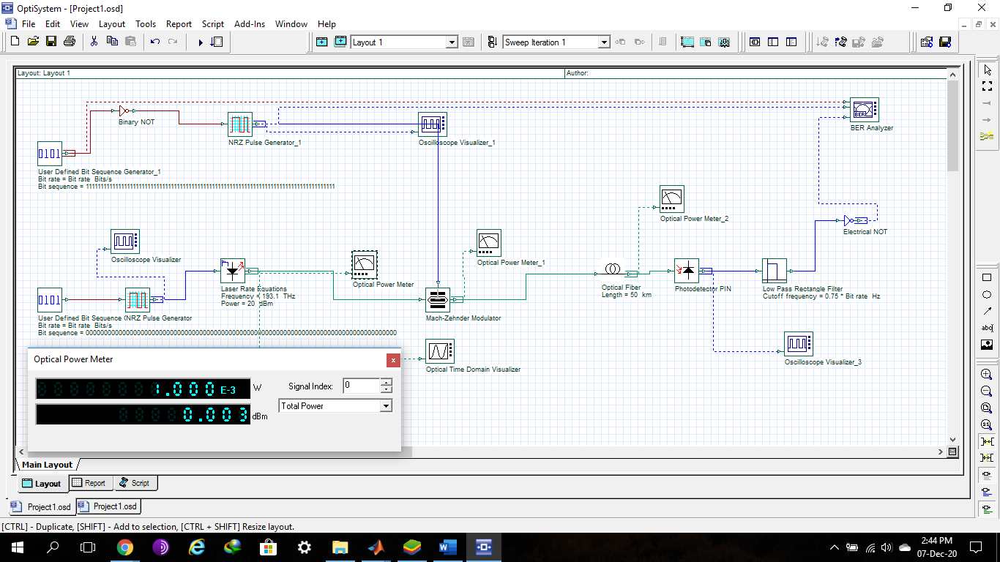 OptiSystem - [Project1.osd]
File Edit View Layout Tools Report Script Add-Ins Window Help
Layout 1
Sweep Iteration 1
Layout: Layout 1
Author:
Binary NOT
NRZ Pulse Generator_1
Oscilloscope Visualizer_1
BER
BER Analyzer
0101
User Defined Bit Sequence Generator_1
Bit rate = Bit rate Bits/s
Bit sequence =
Optical Power Meter_2
Electrical NOT
Oscilloscope Visualizer
Optical Power Meter_1
Optical Power Meter
Laser Rate Equations
Frequency = 193.1 THz
Power = 20 dBm
Optical Fiber
Length = 50 km
Photodetector PIN
Low Pass Rectangle Filter
Cutoff frequency = 0.75 * Bit rate Hz
0101
User Defined Bit Sequence
NRZ Pulse Generator
Bit rate = Bit rate Bits/s
Bit sequence =
Mach-Zehnder Modulator
Optical Time Domain Visualizer
Oscilloscope Visualizer_3
Optical Power Meter
x
1.000 E-3 W
Signal Index: 0
Total Power
0.003 dBm
Main Layout
Layout Report Script
Project1.osd Project1.osd
[CTRL] - Duplicate, [SHIFT] - Add to selection, [CTRL + SHIFT] Resize layout.
2:44 PM
07-Dec-20